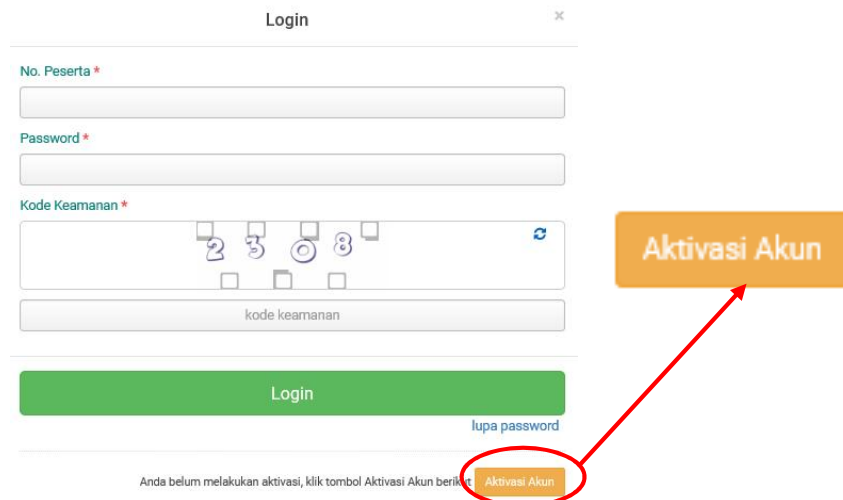 Login ×
No. Peserta *
Password *
Kode Keamanan *
2 3 0 8
kode keamanan
Login
lupa password
Anda belum melakukan aktivasi, klik tombol Aktivasi Akun berikut Aktivasi Akun
Aktivasi Akun